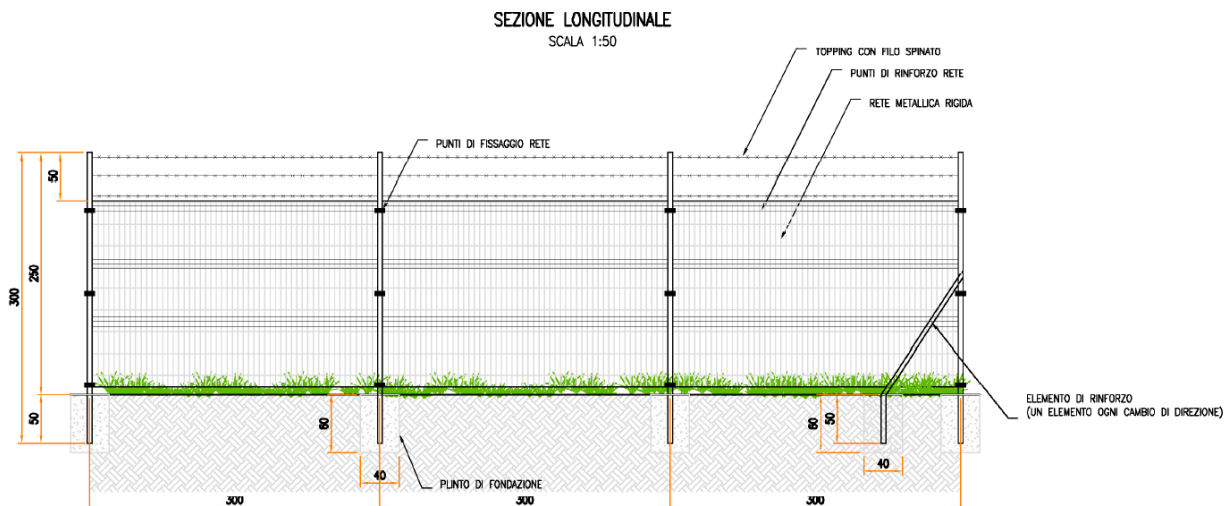 SEZIONE LONGITUDINALE
SCALA 1:50
TOPPING CON FILO SPINATO
PUNTI DI RINFORZO RETE
RETE METALLICA RIGIDA
PUNTI DI FISSAGGIO RETE
50
250
300
50
60
40
60
50
40
ELEMENTO DI RINFORZO
(UN ELEMENTO OGNI CAMBIO DI DIREZIONE)
PUNTO DI FONDAZIONE
300
300
300